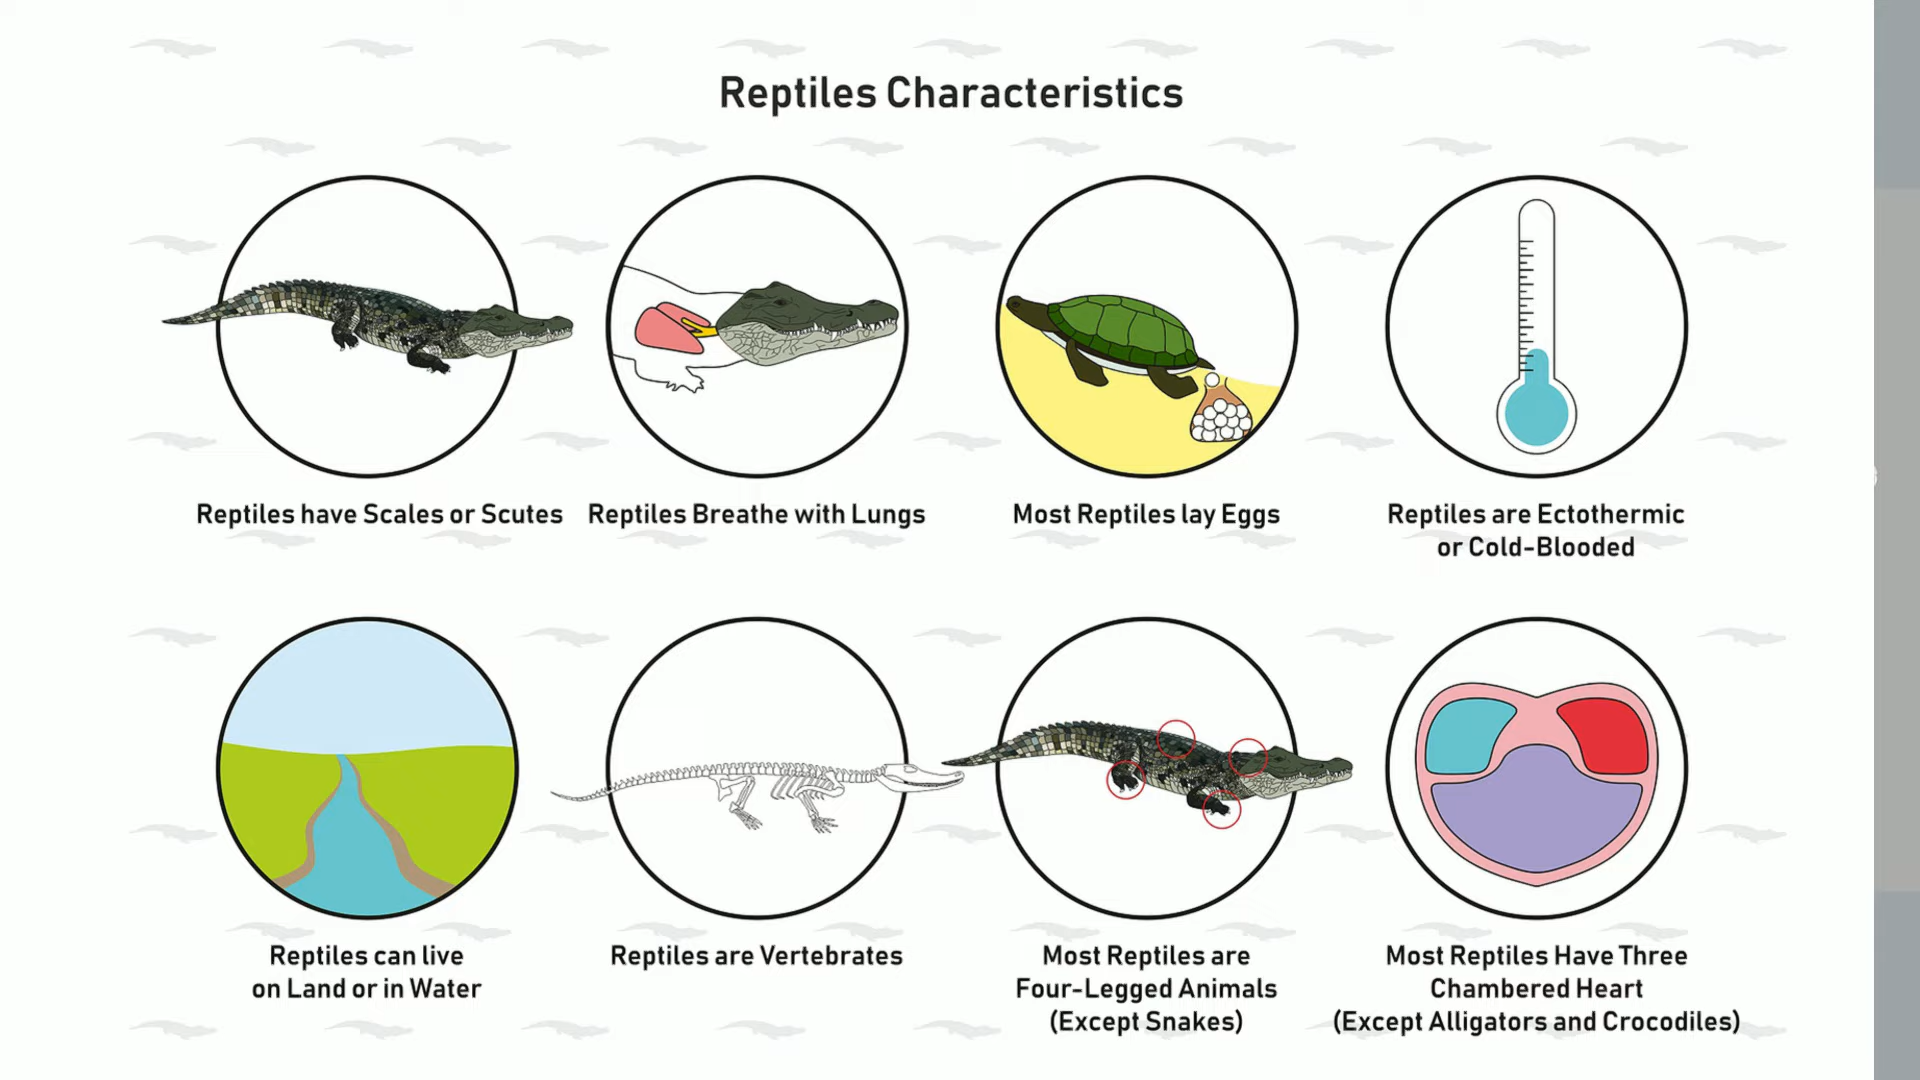 Reptiles Characteristics
Reptiles have Scales or Scutes
Reptiles Breathe with Lungs
Most Reptiles lay Eggs
Reptiles are Ectothermic
or Cold-Blooded
Reptiles can live
on Land or in Water
Reptiles are Vertebrates
Most Reptiles are
Four-Legged Animals
(Except Snakes)
Most Reptiles Have Three
Chambered Heart
(Except Alligators and Crocodiles)